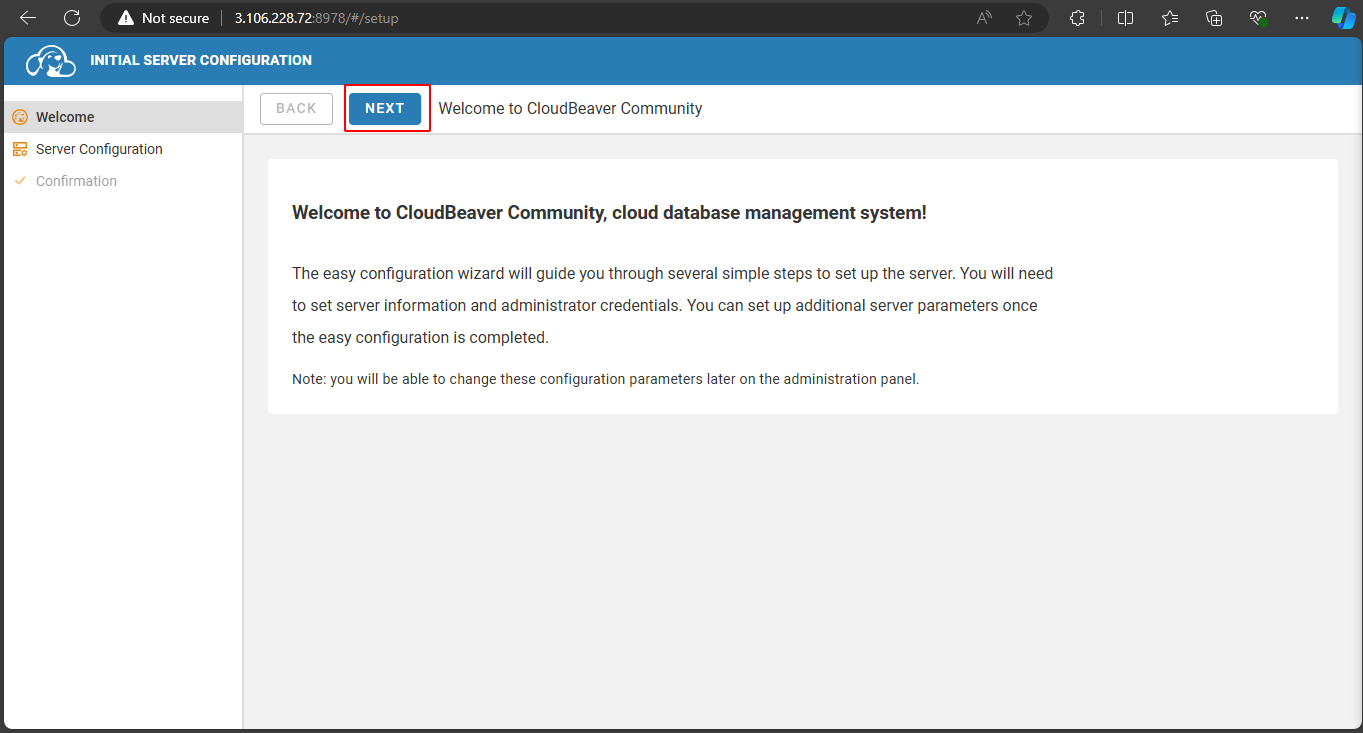 Not secure 3.106.228.72:8978/#/setup
INITIAL SERVER CONFIGURATION
Welcome
Server Configuration
Confirmation
BACK NEXT Welcome to CloudBeaver Community
Welcome to CloudBeaver Community, cloud database management system!
The easy configuration wizard will guide you through several simple steps to set up the server. You will need
to set server information and administrator credentials. You can set up additional server parameters once
the easy configuration is completed.
Note: you will be able to change these configuration parameters later on the administration panel.